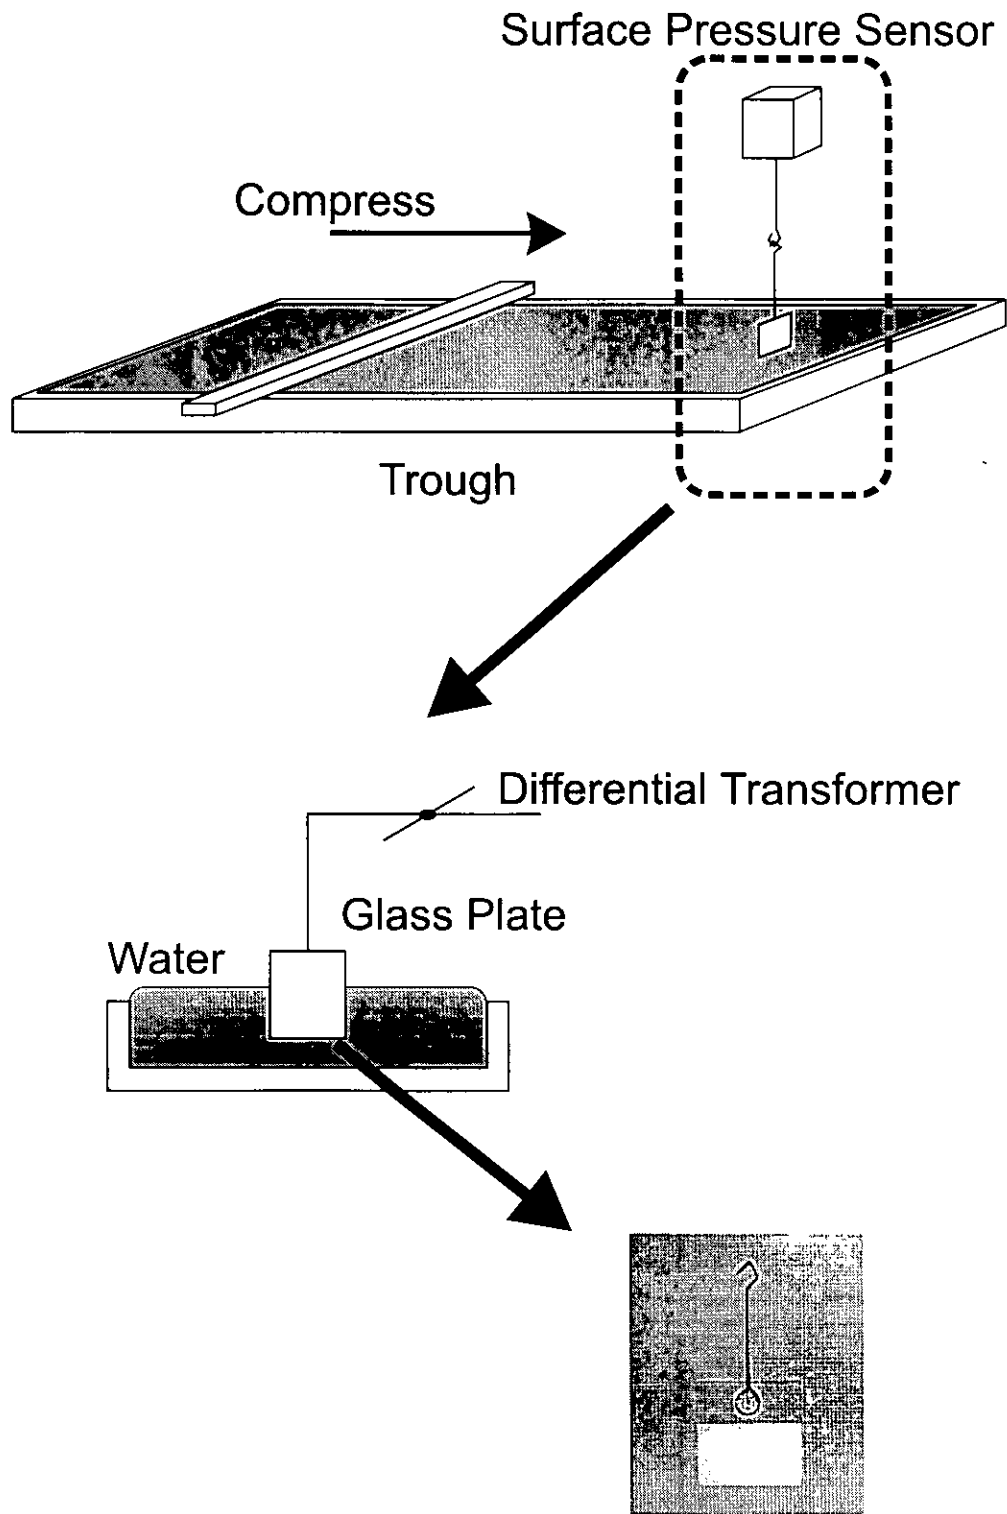 Surface Pressure Sensor
Compress
Trough
Differential Transformer
Glass Plate
Water